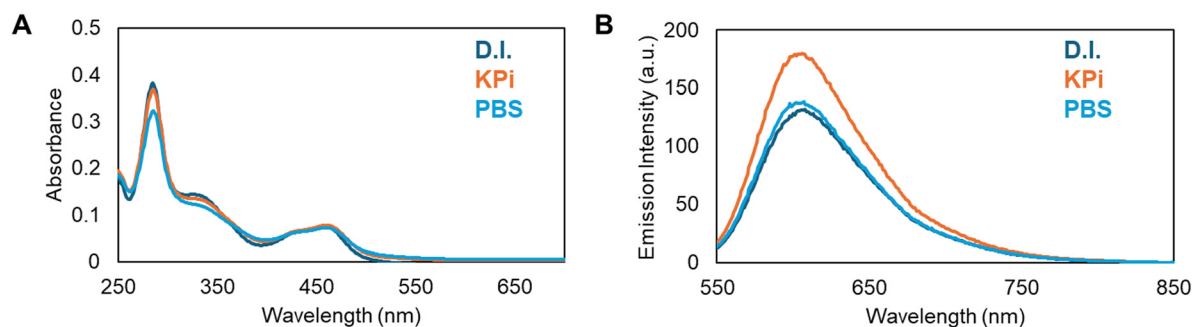 A
0.5
0.4
0.3
0.2
0.1
0
Absorbance
250
350
450
550
650
Wavelength (nm)
D.I.
KPi
PBS
B
200
150
100
50
0
Emission Intensity (a.u.)
550
650
750
850
Wavelength (nm)
D.I.
KPi
PBS